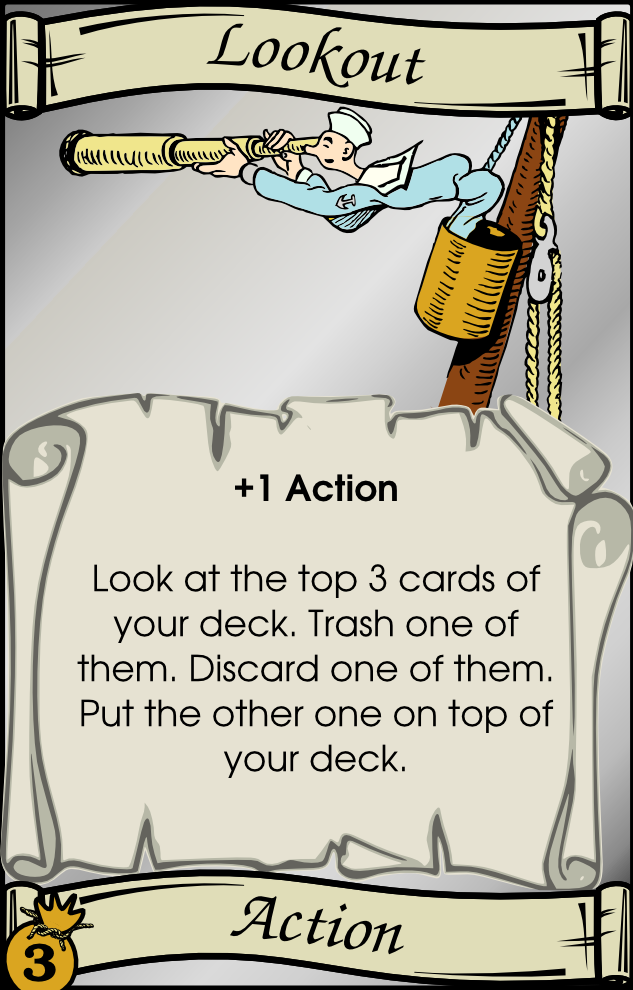 Lookout
+1 Action
Look at the top 3 cards of
your deck. Trash one of
them. Discard one of them.
Put the other one on top of
your deck.
Action
3